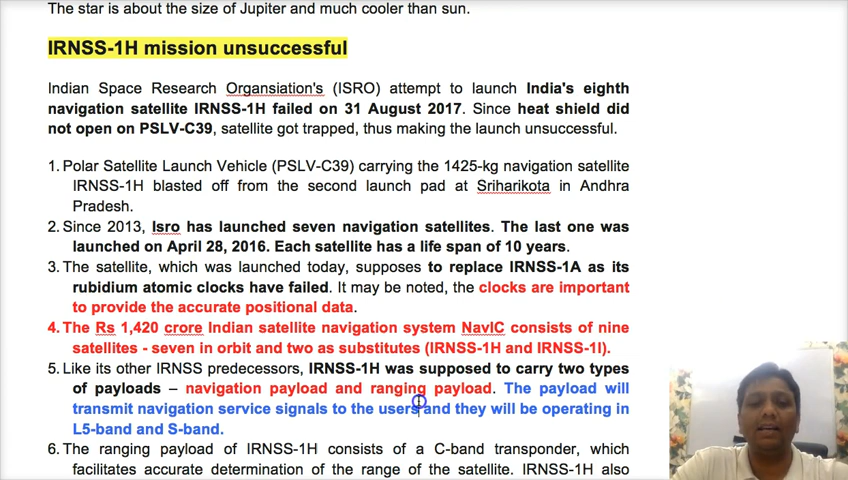 The star is about the size of Jupiter and much cooler than sun.
IRNSS-1H mission unsuccessful
Indian Space Research Organsiation's (ISRO) attempt to launch India's eighth
navigation satellite IRNSS-1H failed on 31 August 2017. Since heat shield did
not open on PSLV-C39, satellite got trapped, thus making the launch unsuccessful.
1. Polar Satellite Launch Vehicle (PSLV-C39) carrying the 1425-kg navigation satellite
IRNSS-1H blasted off from the second launch pad at Sriharikota in Andhra
Pradesh.
2. Since 2013, Isro has launched seven navigation satellites. The last one was
launched on April 28, 2016. Each satellite has a life span of 10 years.
3. The satellite, which was launched today, supposes to replace IRNSS-1A as its
rubidium atomic clocks have failed. It may be noted, the clocks are important
to provide the accurate positional data.
4. The Rs 1,420 crore Indian satellite navigation system NavIC consists of nine
satellites - seven in orbit and two as substitutes (IRNSS-1H and IRNSS-1I).
5. Like its other IRNSS predecessors, IRNSS-1H was supposed to carry two types
of payloads – navigation payload and ranging payload. The payload will
transmit navigation service signals to the users and they will be operating in
L5-band and S-band.
6. The ranging payload of IRNSS-1H consists of a C-band transponder, which
facilitates accurate determination of the range of the satellite. IRNSS-1H also